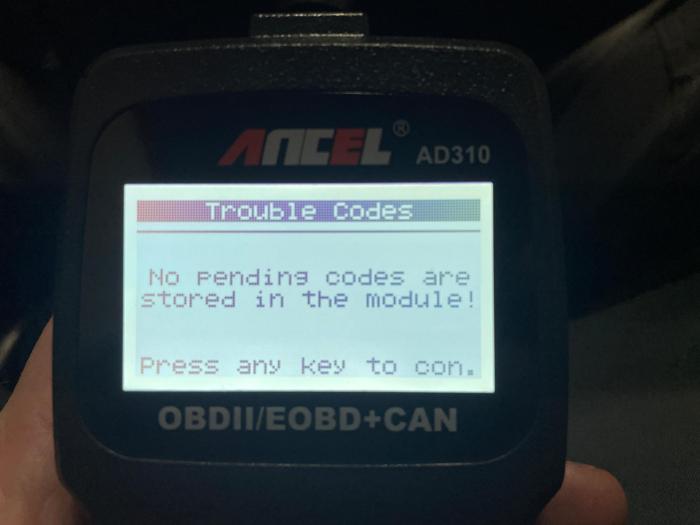 ANCEL® AD310
Trouble Codes
No pending codes are
stored in the module!
Press any key to con.
OBDII/EOBD+CAN